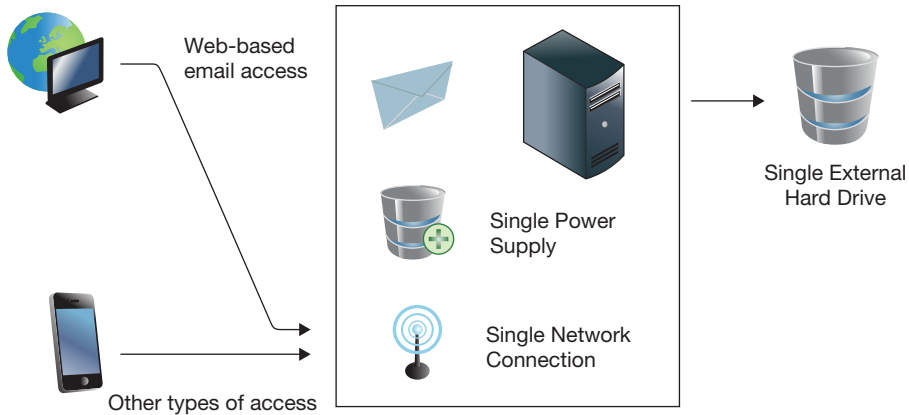 Web-based
email access
Single External
Hard Drive
Single Power
Supply
Single Network
Connection
Other types of access